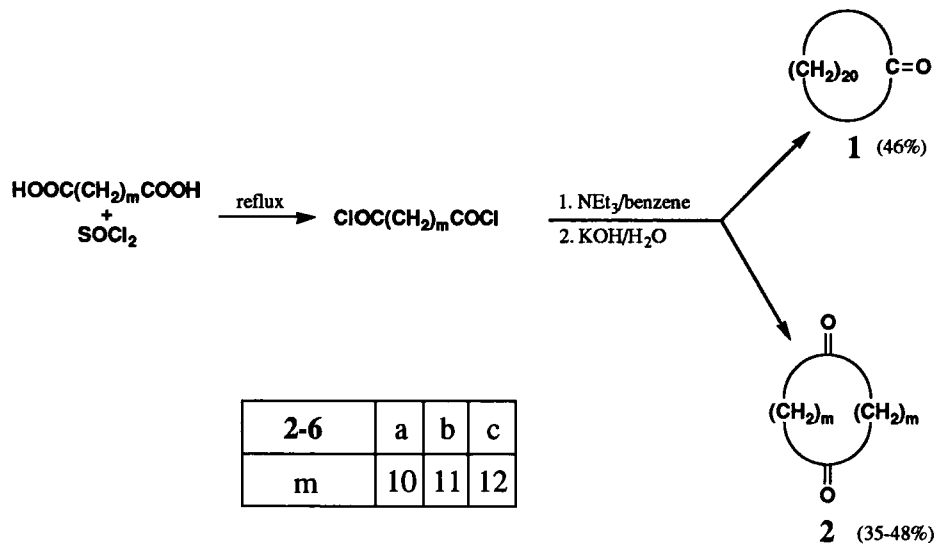 (CH₂)₂₀ C=O
1 (46%)
HOOC(CH₂)ₘCOOH
+
SOCl₂
reflux
ClOC(CH₂)ₘCOCl
1. NEt₃/benzene
2. KOH/H₂O
O
(CH₂)ₘ (CH₂)ₘ
O
2 (35-48%)
2-6 a b c
m 10 11 12